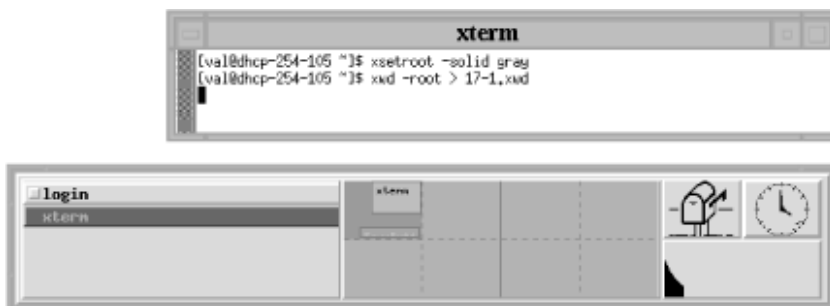 xterm
[val@dhcp-254-105 ~]$ xsetroot -solid gray
[val@dhcp-254-105 ~]$ xwd -root > 17-1.xwd
login
xterm
xterm